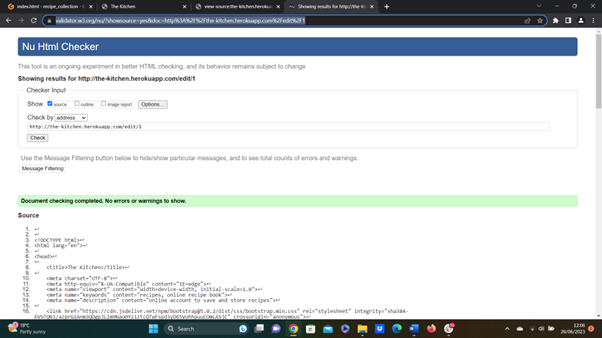 index.html - recipe_collection - C
The Kitchen
view-source:the-kitchen.herokuap
Showing results for http://the-ki
validator.w3.org/nu/?showsource=yes&doc=http%3A%2F%2Fthe-kitchen.herokuapp.com%2Fedit%2F1
Nu Html Checker
This tool is an ongoing experiment in better HTML checking, and its behavior remains subject to change
Showing results for http://the-kitchen.herokuapp.com/edit/1
Checker Input
Show source outline image report Options...
Check by address
http://the-kitchen.herokuapp.com/edit/1
Check
Use the Message Filtering button below to hide/show particular messages, and to see total counts of errors and warnings.
Message Filtering
Document checking completed. No errors or warnings to show.
Source
1. ↩
2. ↩
3. <!DOCTYPE html>↩
4. <html lang="en">↩
5. ↩
6. <head>↩
7. ↩
8. <title>The Kitchen</title>↩
9. ↩
10. <meta charset="UTF-8">↩
11. <meta http-equiv="X-UA-Compatible" content="IE=edge">↩
12. <meta name="viewport" content="width=device-width, initial-scale=1.0">↩
13. <meta name="keywords" content="recipes, online recipe book">↩
14. <meta name="description" content="online account to save and store recipes">↩
15. ↩
16. <link href="https://cdn.jsdelivr.net/npm/bootstrap@5.0.2/dist/css/bootstrap.min.css" rel="stylesheet" integrity="sha384-
crossorigin="anonymous">↩
19°C
Partly sunny
Search
12:06
26/06/2023